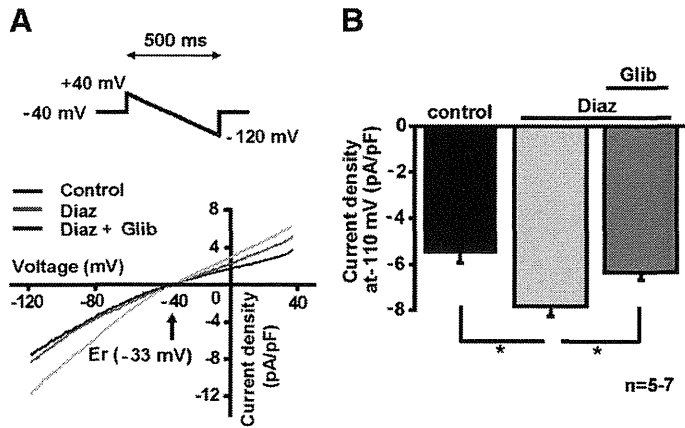 A
500 ms
+40 mV
-40 mV
-120 mV
Control
Diaz
Diaz + Glib
Voltage (mV)
8
4
0
-4
-8
-12
-120
-80
-40
0
40
Er (-33 mV)
Current density
(pA/pF)
B
Glib
control
Diaz
0
-2
-4
-6
-8
Current density
at-110 mV (pA/pF)
*
*
n=5-7